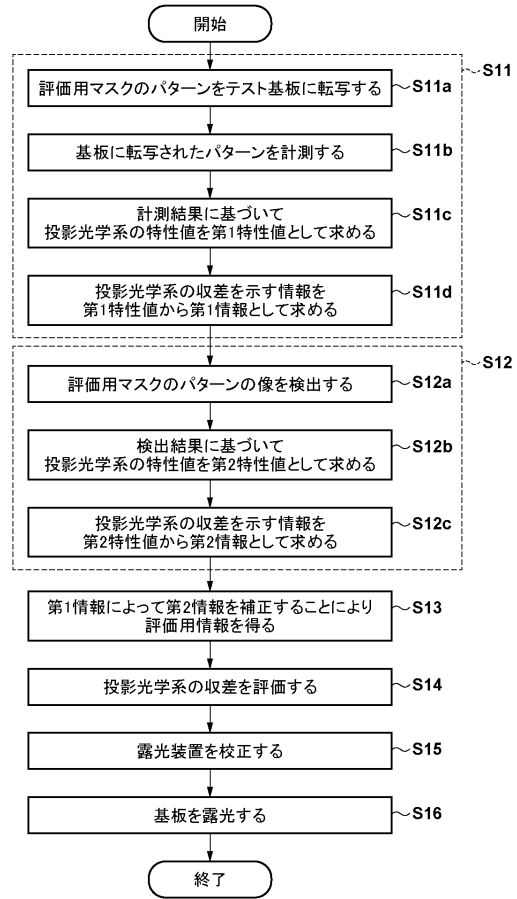 開始
S11
評価用マスクのパターンをテスト基板に転写する
S11a
基板に転写されたパターンを計測する
S11b
計測結果に基づいて
投影光学系の特性値を第1特性値として求める
S11c
投影光学系の収差を示す情報を
第1特性値から第1情報として求める
S11d
S12
評価用マスクのパターンの像を検出する
S12a
検出結果に基づいて
投影光学系の特性値を第2特性値として求める
S12b
投影光学系の収差を示す情報を
第2特性値から第2情報として求める
S12c
第1情報によって第2情報を補正することにより
評価用情報を得る
S13
投影光学系の収差を評価する
S14
露光装置を校正する
S15
基板を露光する
S16
終了